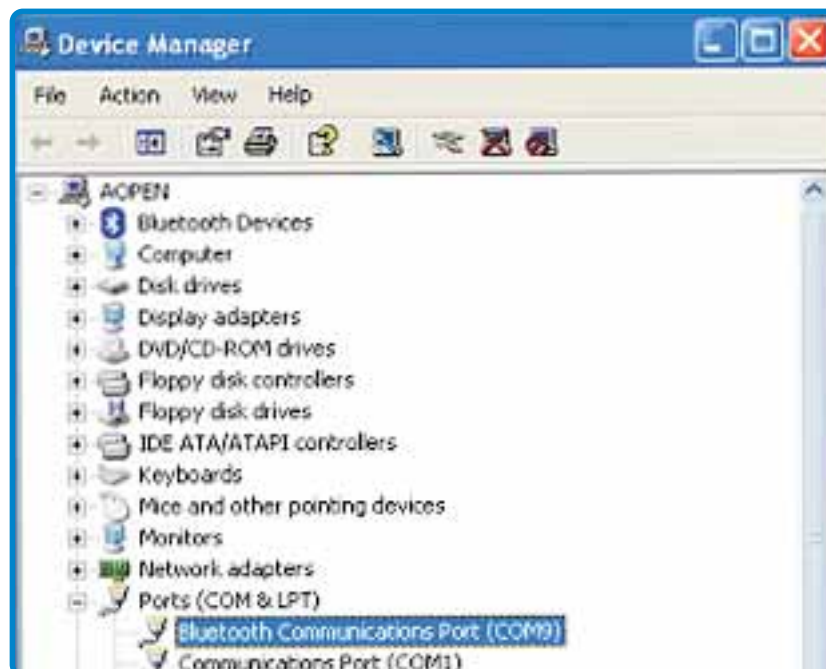 Device Manager
File Action View Help
AOPEN
Bluetooth Devices
Computer
Disk drives
Display adapters
DVD/CD-ROM drives
Floppy disk controllers
Floppy disk drives
IDE ATA/ATAPI controllers
Keyboards
Mice and other pointing devices
Monitors
Network adapters
Ports (COM & LPT)
Bluetooth Communications Port (COM9)
Communications Port (COM1)